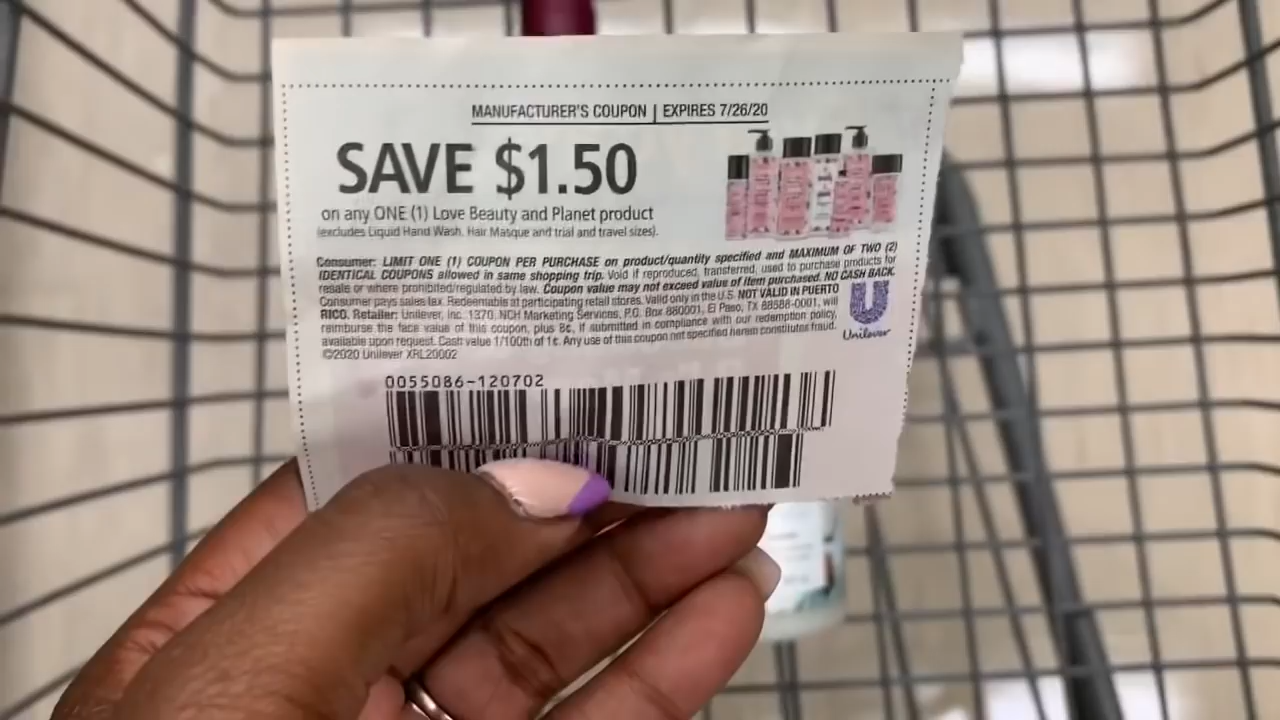 MANUFACTURER'S COUPON | EXPIRES 7/26/20
SAVE $1.50
on any ONE (1) Love Beauty and Planet product
(excludes Liquid Hand Wash, Hair Masque and trial and travel sizes).
Consumer: LIMIT ONE (1) COUPON PER PURCHASE on product/quantity specified and MAXIMUM OF TWO (2)
IDENTICAL COUPONS allowed in same shopping trip. Void if reproduced, transferred, used to purchase products for
resale or where prohibited/regulated by law. Coupon value may not exceed value of item purchased. NO CASH BACK.
Consumer pays sales tax. Redeemable at participating retail stores. Valid only in the U.S. NOT VALID IN PUERTO
RICO. Retailer: Unilever, Inc. 1370, NCH Marketing Services, P.O. Box 880001, El Paso, TX 88588-0001, will
reimburse the face value of this coupon, plus 8¢, if submitted in compliance with our redemption policy,
available upon request. Cash value 1/100th of 1¢. Any use of this coupon not specified herein constitutes fraud.
©2020 Unilever XRL20002
Unilever
0055086-120702